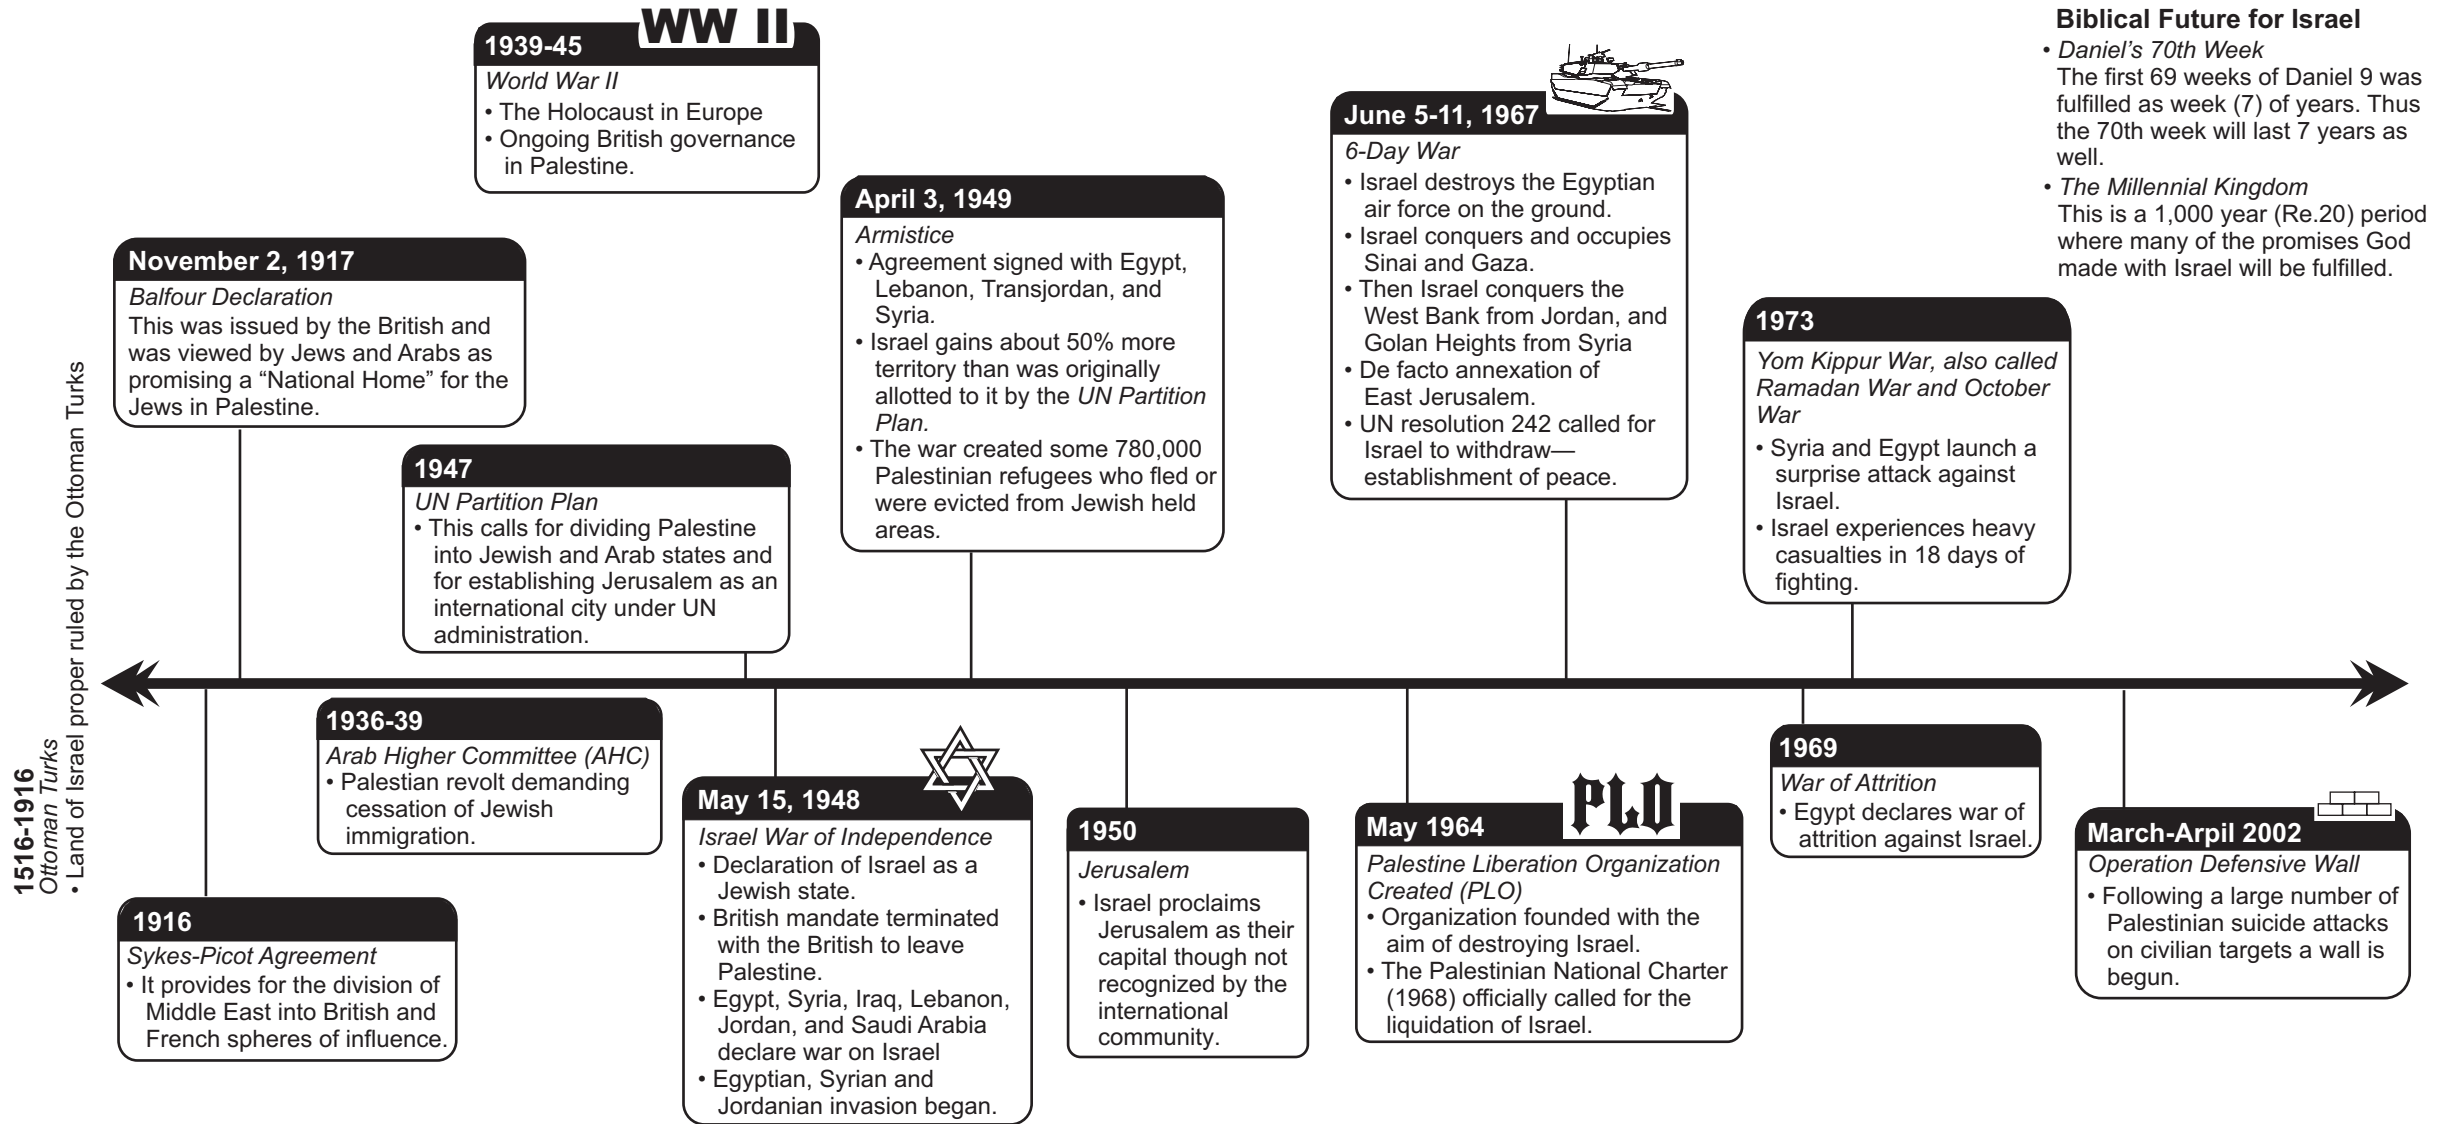 1516-1916
Ottoman Turks
• Land of Israel proper ruled by the Ottoman Turks
1916
Sykes-Picot Agreement
• It provides for the division of
Middle East into British and
French spheres of influence.
November 2, 1917
Balfour Declaration
This was issued by the British and
was viewed by Jews and Arabs as
promising a “National Home” for the
Jews in Palestine.
1936-39
Arab Higher Committee (AHC)
• Palestian revolt demanding
cessation of Jewish
immigration.
WW II
1939-45
World War II
• The Holocaust in Europe
• Ongoing British governance
in Palestine.
1947
UN Partition Plan
• This calls for dividing Palestine
into Jewish and Arab states and
for establishing Jerusalem as an
international city under UN
administration.
May 15, 1948
Israel War of Independence
• Declaration of Israel as a
Jewish state.
• British mandate terminated
with the British to leave
Palestine.
• Egypt, Syria, Iraq, Lebanon,
Jordan, and Saudi Arabia
declare war on Israel
• Egyptian, Syrian and
Jordanian invasion began.
April 3, 1949
Armistice
• Agreement signed with Egypt,
Lebanon, Transjordan, and
Syria.
• Israel gains about 50% more
territory than was originally
allotted to it by the UN Partition
Plan.
• The war created some 780,000
Palestinian refugees who fled or
were evicted from Jewish held
areas.
1950
Jerusalem
• Israel proclaims
Jerusalem as their
capital though not
recognized by the
international
community.
May 1964
PLO
Palestine Liberation Organization
Created (PLO)
• Organization founded with the
aim of destroying Israel.
• The Palestinian National Charter
(1968) officially called for the
liquidation of Israel.
June 5-11, 1967
6-Day War
• Israel destroys the Egyptian
air force on the ground.
• Israel conquers and occupies
Sinai and Gaza.
• Then Israel conquers the
West Bank from Jordan, and
Golan Heights from Syria
• De facto annexation of
East Jerusalem.
• UN resolution 242 called for
Israel to withdraw—
establishment of peace.
1969
War of Attrition
• Egypt declares war of
attrition against Israel.
1973
Yom Kippur War, also called
Ramadan War and October
War
• Syria and Egypt launch a
surprise attack against
Israel.
• Israel experiences heavy
casualties in 18 days of
fighting.
March-Arpil 2002
Operation Defensive Wall
• Following a large number of
Palestinian suicide attacks
on civilian targets a wall is
begun.
Biblical Future for Israel
• Daniel’s 70th Week
The first 69 weeks of Daniel 9 was
fulfilled as week (7) of years. Thus
the 70th week will last 7 years as
well.
• The Millennial Kingdom
This is a 1,000 year (Re.20) period
where many of the promises God
made with Israel will be fulfilled.